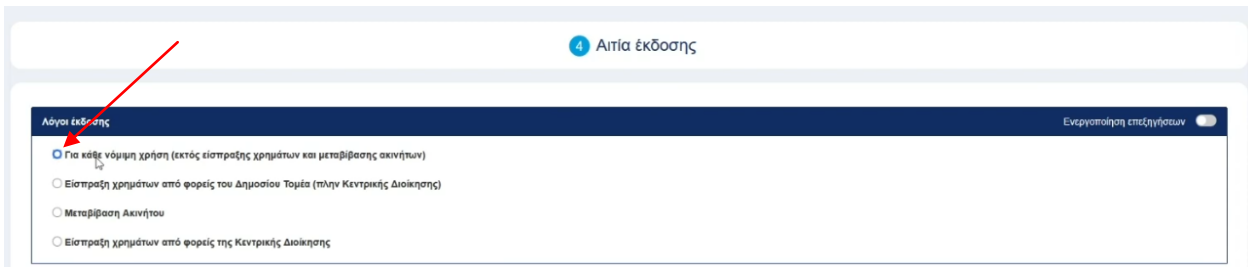 4 Αιτία έκδοσης
Λόγοι έκδοσης Ενεργοποίηση επεξηγήσεων
Για κάθε νόμιμη χρήση (εκτός είσπραξης χρημάτων και μεταβίβασης ακινήτων)
Είσπραξη χρημάτων από φορείς του Δημοσίου Τομέα (πλην Κεντρικής Διοίκησης)
Μεταβίβαση Ακινήτου
Είσπραξη χρημάτων από φορείς της Κεντρικής Διοίκησης